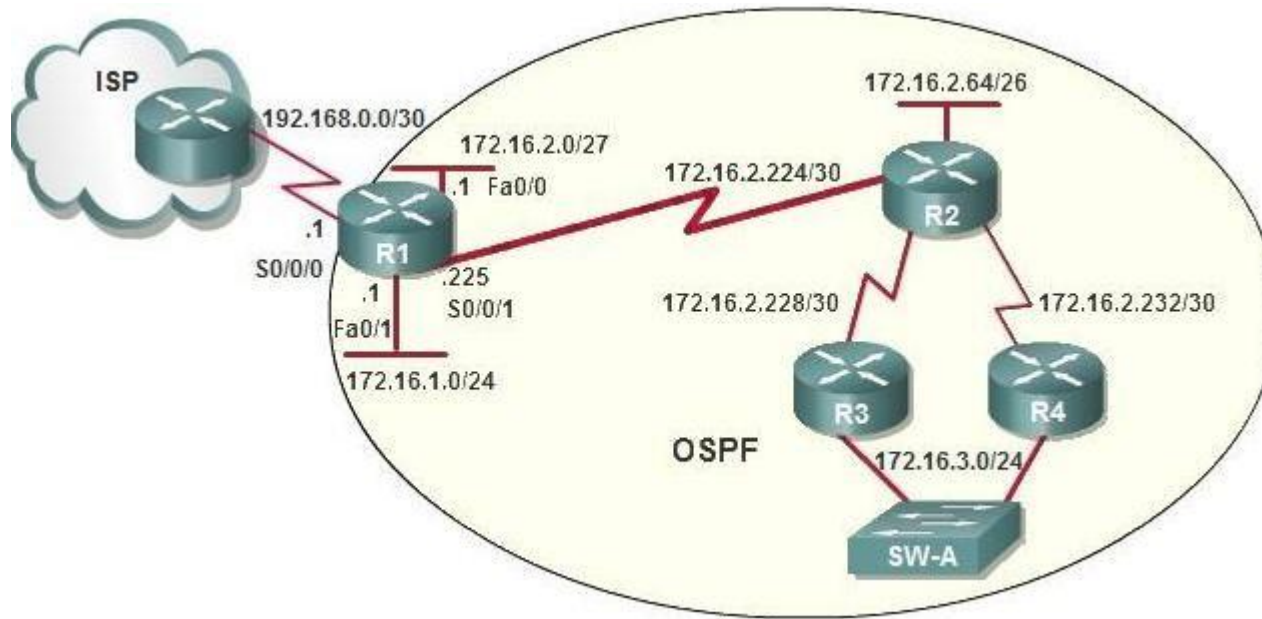 ISP
192.168.0.0/30
172.16.2.0/27
.1 Fa0/0
172.16.2.64/26
172.16.2.224/30
R2
.1
S0/0/0
R1
.225
S0/0/1
.1
Fa0/1
172.16.1.0/24
172.16.2.228/30
172.16.2.232/30
R3
R4
OSPF
172.16.3.0/24
SW-A